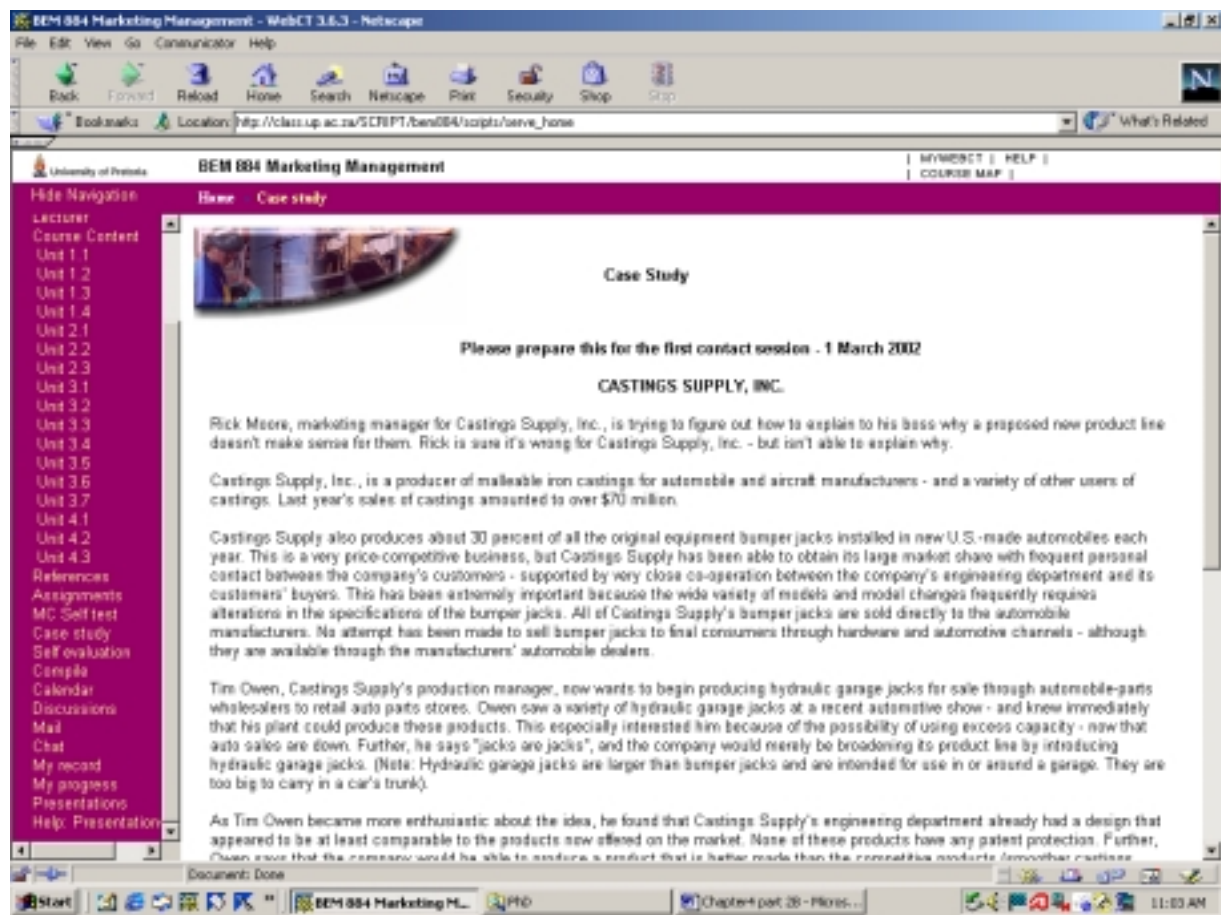 BEM 884 Marketing Management - WebCT 3.6.3 - Netscape
File Edit View Go Communicator Help
Back Forward Reload Home Search Netscape Print Security Shop Stop
Bookmarks Location: http://class.up.ac.za/SCRIPT/bem884/scripts/serve_home What's Related
University of Pretoria BEM 884 Marketing Management | MYWEBCT | HELP |
| COURSE MAP |
Hide Navigation Home Case study
Lecturer
Course Content
Unit 1.1
Unit 1.2
Unit 1.3
Unit 1.4
Unit 2.1
Unit 2.2
Unit 2.3
Unit 3.1
Unit 3.2
Unit 3.3
Unit 3.4
Unit 3.5
Unit 3.6
Unit 3.7
Unit 4.1
Unit 4.2
Unit 4.3
References
Assignments
MC Self test
Case study
Self evaluation
Compile
Calendar
Discussions
Mail
Chat
My record
My progress
Presentations
Help: Presentation
Case Study
Please prepare this for the first contact session - 1 March 2002
CASTINGS SUPPLY, INC.
Rick Moore, marketing manager for Castings Supply, Inc., is trying to figure out how to explain to his boss why a proposed new product line
doesn't make sense for them. Rick is sure it's wrong for Castings Supply, Inc. - but isn't able to explain why.
Castings Supply, Inc., is a producer of malleable iron castings for automobile and aircraft manufacturers - and a variety of other users of
castings. Last year's sales of castings amounted to over $70 million.
Castings Supply also produces about 30 percent of all the original equipment bumper jacks installed in new U.S.-made automobiles each
year. This is a very price-competitive business, but Castings Supply has been able to obtain its large market share with frequent personal
contact between the company's customers - supported by very close co-operation between the company's engineering department and its
customers' buyers. This has been extremely important because the wide variety of models and model changes frequently requires
alterations in the specifications of the bumper jacks. All of Castings Supply's bumper jacks are sold directly to the automobile
manufacturers. No attempt has been made to sell bumper jacks to final consumers through hardware and automotive channels - although
they are available through the manufacturers' automobile dealers.
Tim Owen, Castings Supply's production manager, now wants to begin producing hydraulic garage jacks for sale through automobile-parts
wholesalers to retail auto parts stores. Owen saw a variety of hydraulic garage jacks at a recent automotive show - and knew immediately
that his plant could produce these products. This especially interested him because of the possibility of using excess capacity - now that
auto sales are down. Further, he says "jacks are jacks", and the company would merely be broadening its product line by introducing
hydraulic garage jacks. (Note: Hydraulic garage jacks are larger than bumper jacks and are intended for use in or around a garage. They are
too big to carry in a car's trunk).
As Tim Owen became more enthusiastic about the idea, he found that Castings Supply's engineering department already had a design that
appeared to be at least comparable to the products now offered on the market. None of these products have any patent protection. Further,
Owen says that the company would be able to produce a product that is better made than the competitive products (smoother castings,
Document: Done
Start BEM 884 Marketing M... PhD Chapter4 part 2B - Micros... 11:03 AM